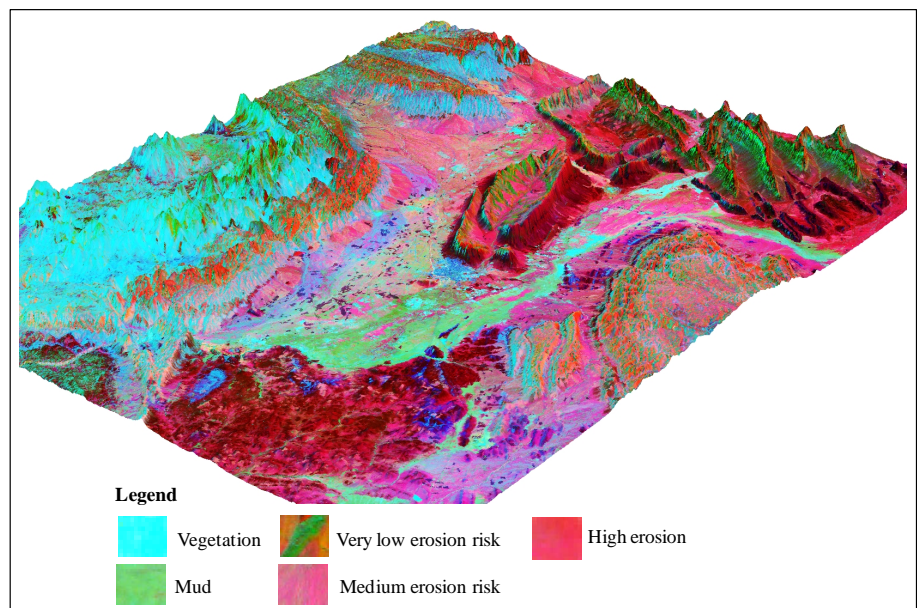 Legend
Vegetation
Very low erosion risk
High erosion
Mud
Medium erosion risk